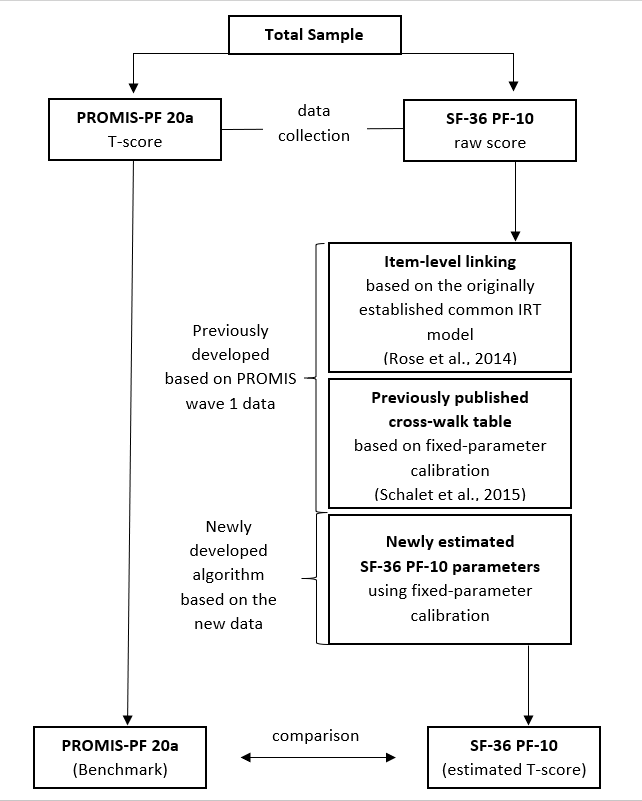 Total Sample
PROMIS-PF 20a
T-score
data
collection
SF-36 PF-10
raw score
Item-level linking
based on the originally
established common IRT
model
(Rose et al., 2014)
Previously
developed
based on PROMIS
wave 1 data
Previously published
cross-walk table
based on fixed-parameter
calibration
(Schalet et al., 2015)
Newly
developed
algorithm
based on the
new data
Newly estimated
SF-36 PF-10 parameters
using fixed-parameter
calibration
PROMIS-PF 20a
(Benchmark)
comparison
SF-36 PF-10
(estimated T-score)